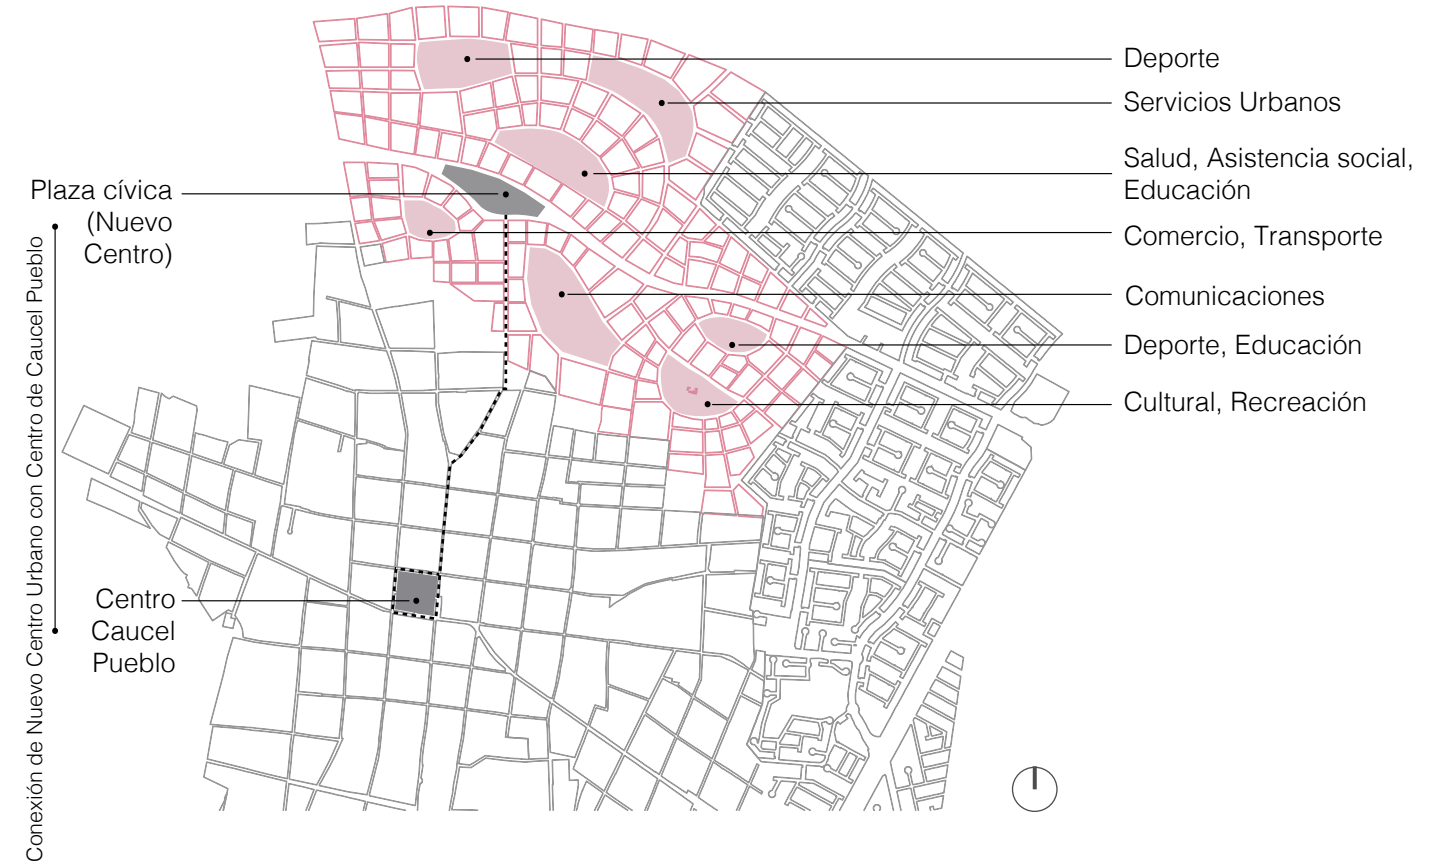 Deporte
Servicios Urbanos
Salud, Asistencia social,
Educación
Plaza cívica
(Nuevo
Centro)
Comercio, Transporte
Comunicaciones
Deporte, Educación
Cultural, Recreación
Centro
Caucel
Pueblo
Conexión de Nuevo Centro Urbano con Centro de Caucel Pueblo